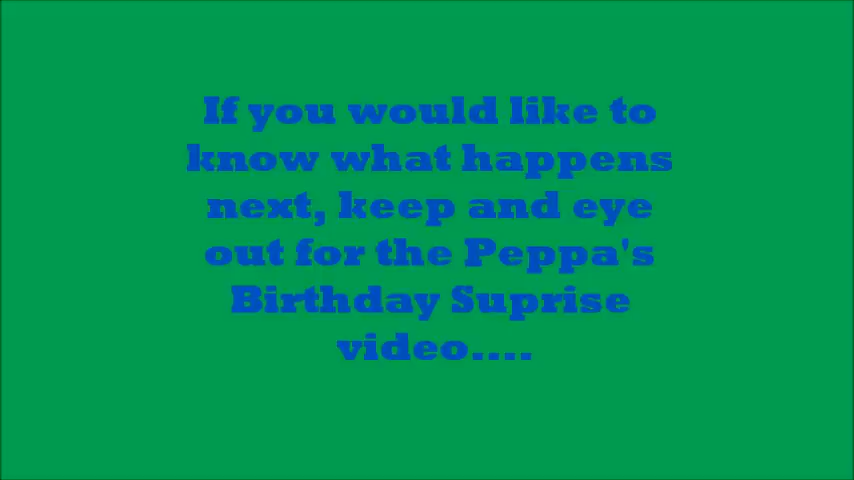 If you would like to
know what happens
next, keep and eye
out for the Peppa's
Birthday Suprise
video....